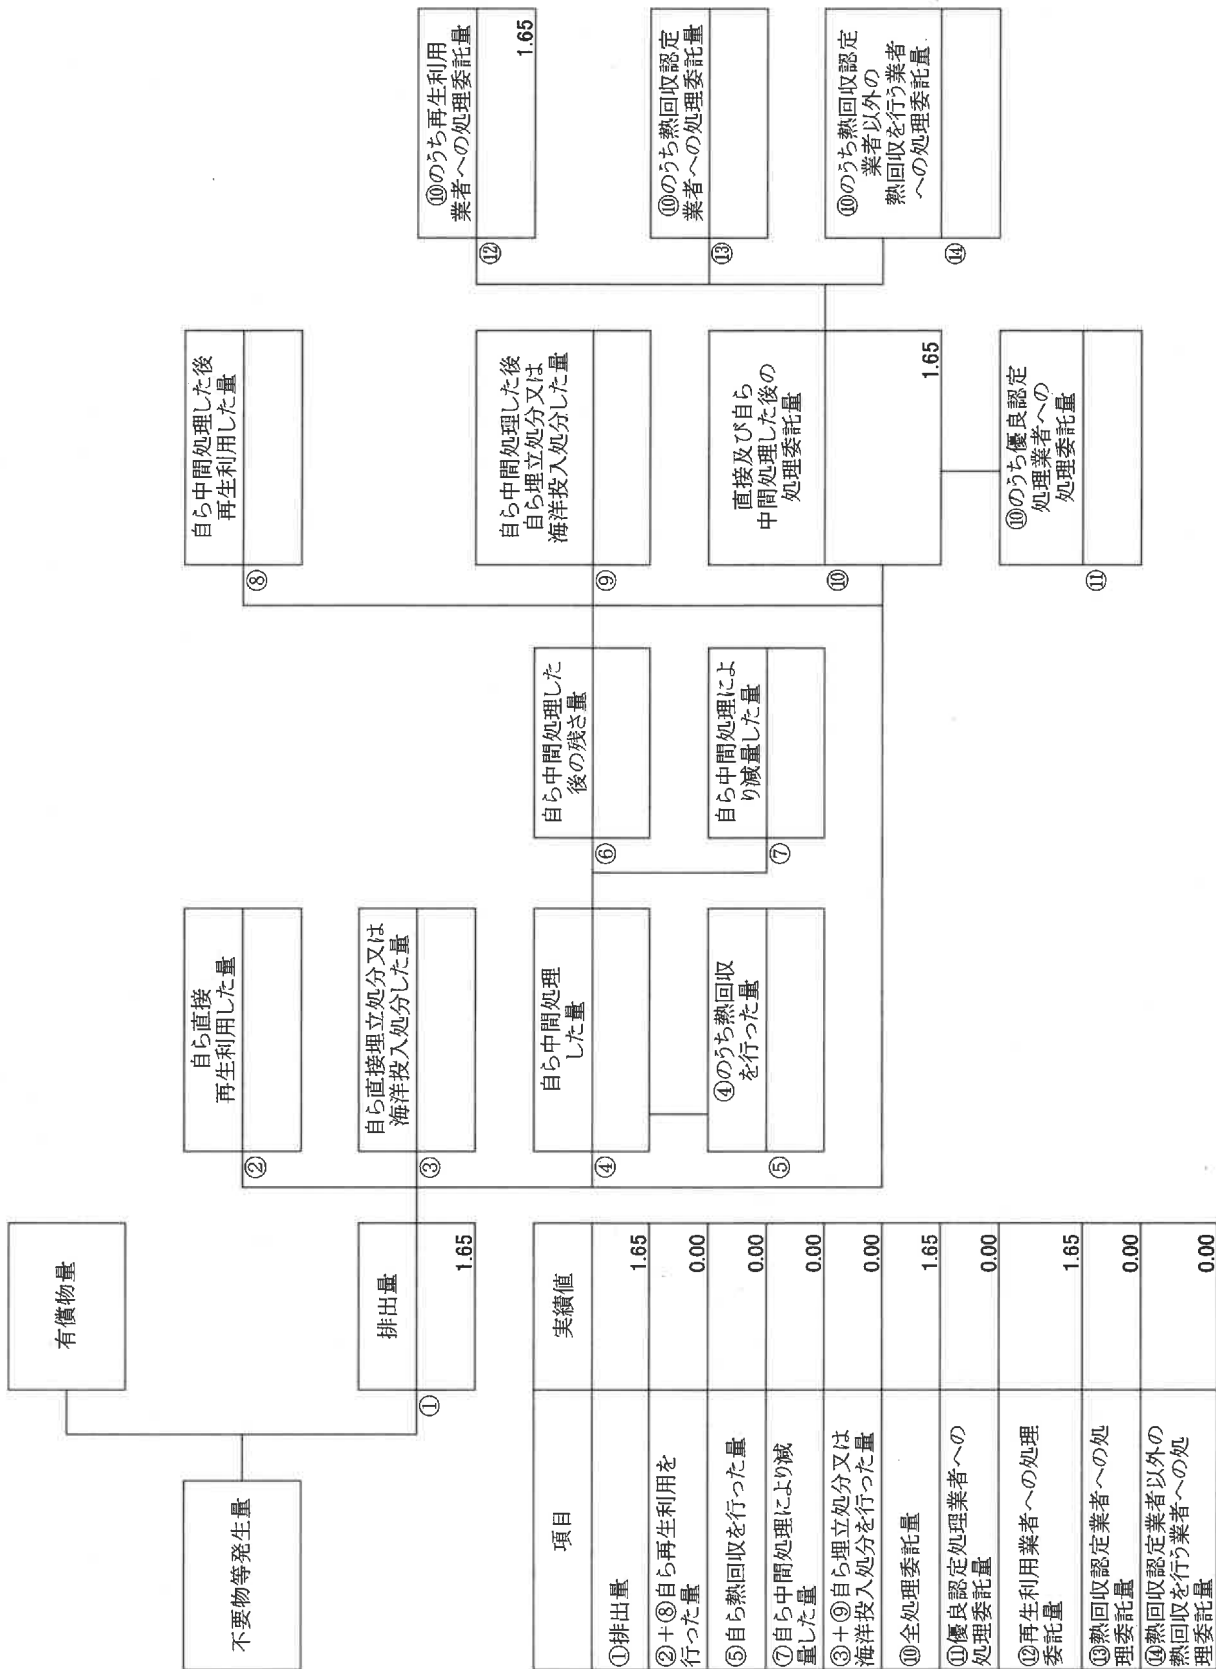 不要物等発生量
有償物量
排出量
①
1.65
自ら直接
再生利用した量
②
自ら直接埋立処分又は
海洋投入処分した量
③
自ら中間処理
した量
④
④のうち熱回収
を行った量
⑤
自ら中間処理した
後の残さ量
⑥
自ら中間処理によ
り減量した量
⑦
自ら中間処理した後
再生利用した量
⑧
自ら中間処理した後
自ら埋立処分又は
海洋投入処分した量
⑨
直接及び自ら
中間処理した後の
処理委託量
⑩
1.65
⑩のうち優良認定
処理業者への
処理委託量
⑪
⑩のうち再生利用
業者への処理委託量
⑫
1.65
⑩のうち熱回収認定
業者への処理委託量
⑬
⑩のうち熱回収認定
業者以外の
熱回収を行う業者
への処理委託量
⑭
項目 実績値
①排出量 1.65
②+⑧自ら再生利用を
行った量 0.00
⑤自ら熱回収を行った量 0.00
⑦自ら中間処理により減
量した量 0.00
③+⑨自ら埋立処分又は
海洋投入処分を行った量 0.00
⑩全処理委託量 1.65
⑪優良認定処理業者への
処理委託量 0.00
⑫再生利用業者への処理
委託量 1.65
⑬熱回収認定業者への処
理委託量 0.00
⑭熱回収認定業者以外の
熱回収を行う業者への処
理委託量 0.00